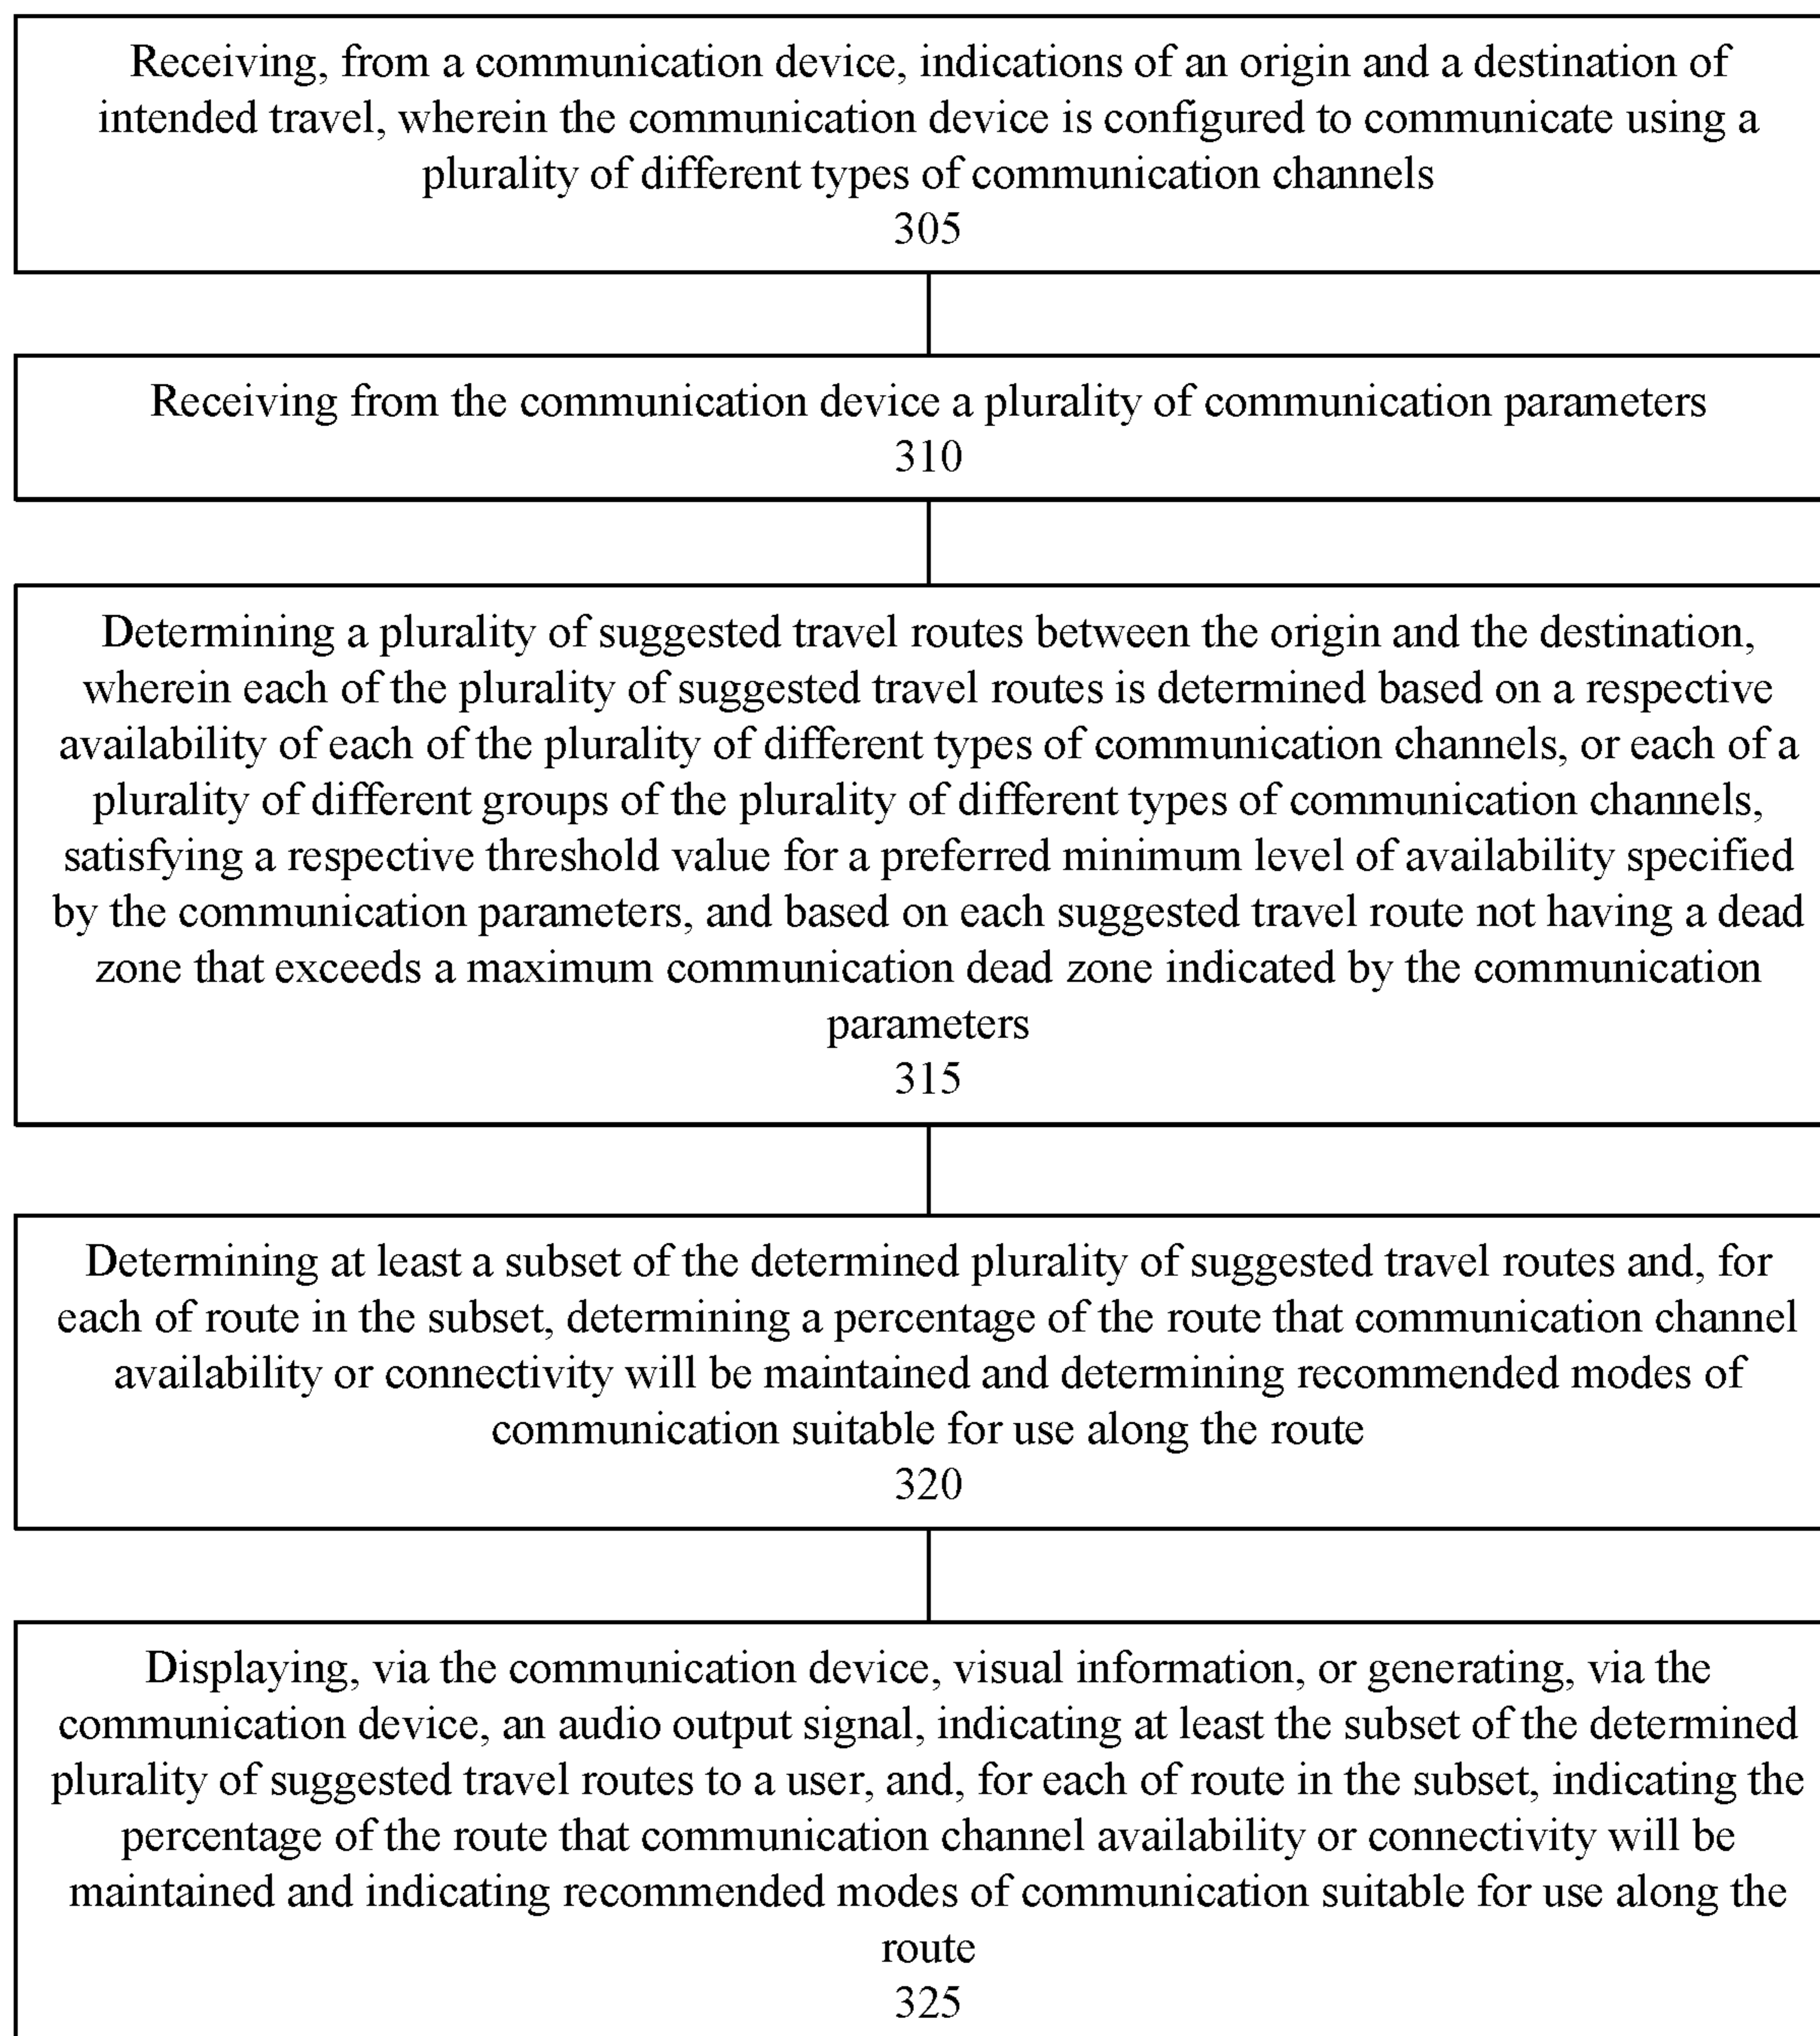 Receiving, from a communication device, indications of an origin and a destination of
intended travel, wherein the communication device is configured to communicate using a
plurality of different types of communication channels
305
Receiving from the communication device a plurality of communication parameters
310
Determining a plurality of suggested travel routes between the origin and the destination,
wherein each of the plurality of suggested travel routes is determined based on a respective
availability of each of the plurality of different types of communication channels, or each of a
plurality of different groups of the plurality of different types of communication channels,
satisfying a respective threshold value for a preferred minimum level of availability specified
by the communication parameters, and based on each suggested travel route not having a dead
zone that exceeds a maximum communication dead zone indicated by the communication
parameters
315
Determining at least a subset of the determined plurality of suggested travel routes and, for
each of route in the subset, determining a percentage of the route that communication channel
availability or connectivity will be maintained and determining recommended modes of
communication suitable for use along the route
320
Displaying, via the communication device, visual information, or generating, via the
communication device, an audio output signal, indicating at least the subset of the determined
plurality of suggested travel routes to a user, and, for each of route in the subset, indicating the
percentage of the route that communication channel availability or connectivity will be
maintained and indicating recommended modes of communication suitable for use along the
route
325